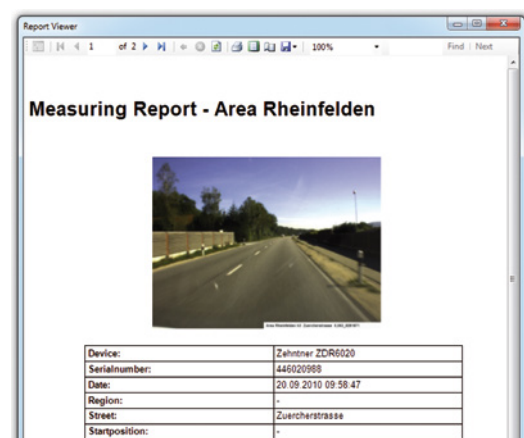 Report Viewer
1 of 2 100% Find | Next
Measuring Report - Area Rheinfelden
Device: Zehntner ZDR6020
Serialnumber: 446020988
Date: 20.09.2010 09:58:47
Region: -
Street: Zuercherstrasse
Startposition: -